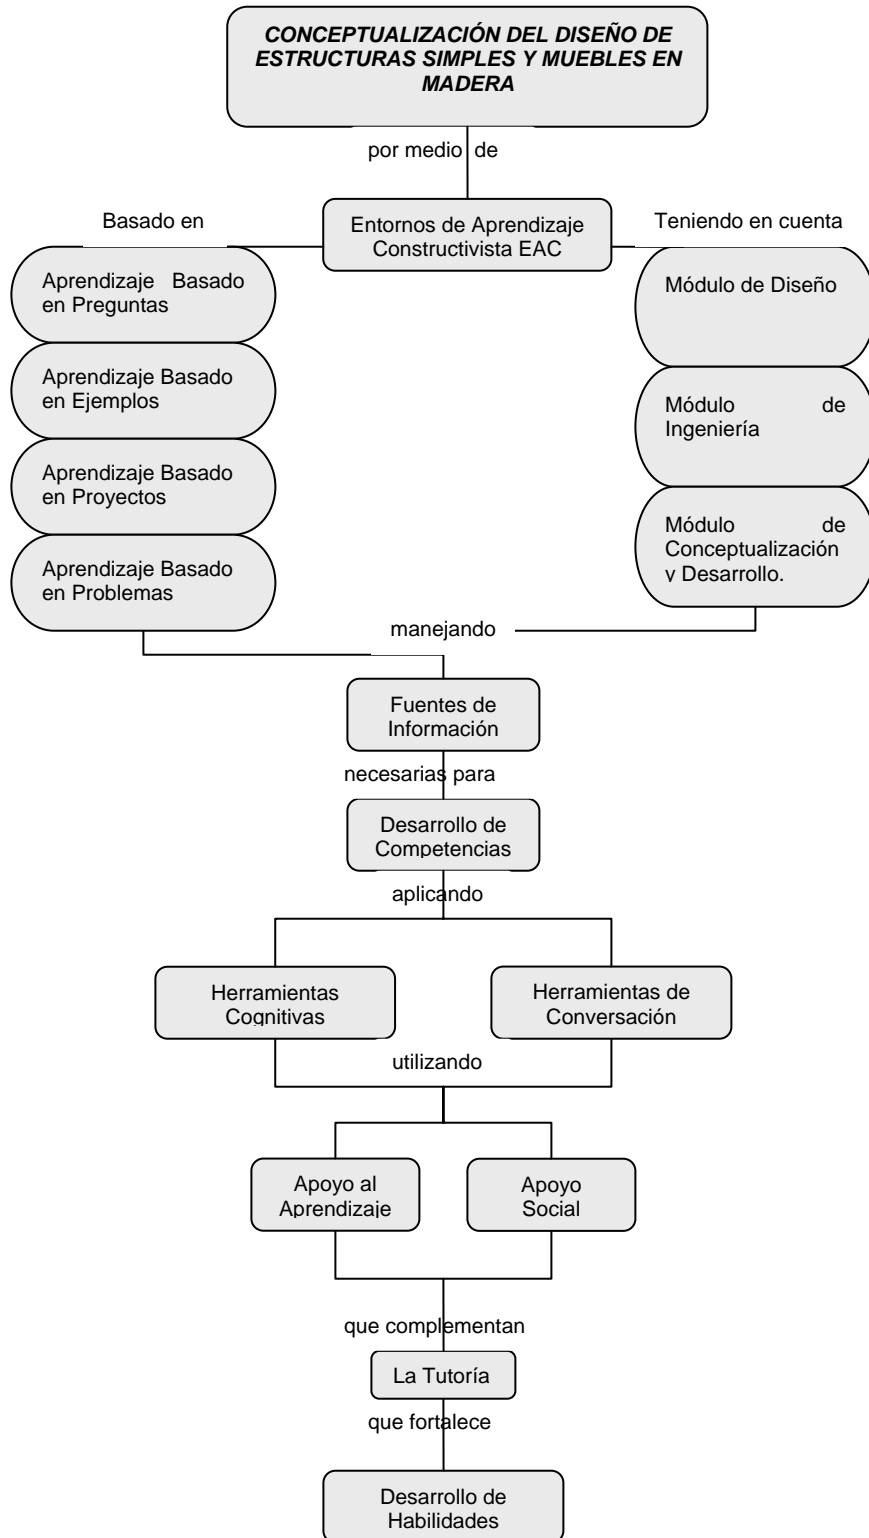 CONCEPTUALIZACIÓN DEL DISEÑO DE
ESTRUCTURAS SIMPLES Y MUEBLES EN
MADERA
por medio de
Basado en
Entornos de Aprendizaje
Constructivista EAC
Teniendo en cuenta
Aprendizaje Basado
en Preguntas
Aprendizaje Basado
en Ejemplos
Aprendizaje Basado
en Proyectos
Aprendizaje Basado
en Problemas
Módulo de Diseño
Módulo de
Ingeniería
Módulo de
Conceptualización
y Desarrollo.
manejando
Fuentes de
Información
necesarias para
Desarrollo de
Competencias
aplicando
Herramientas
Cognitivas
Herramientas de
Conversación
utilizando
Apoyo al
Aprendizaje
Apoyo
Social
que complementan
La Tutoría
que fortalece
Desarrollo de
Habilidades